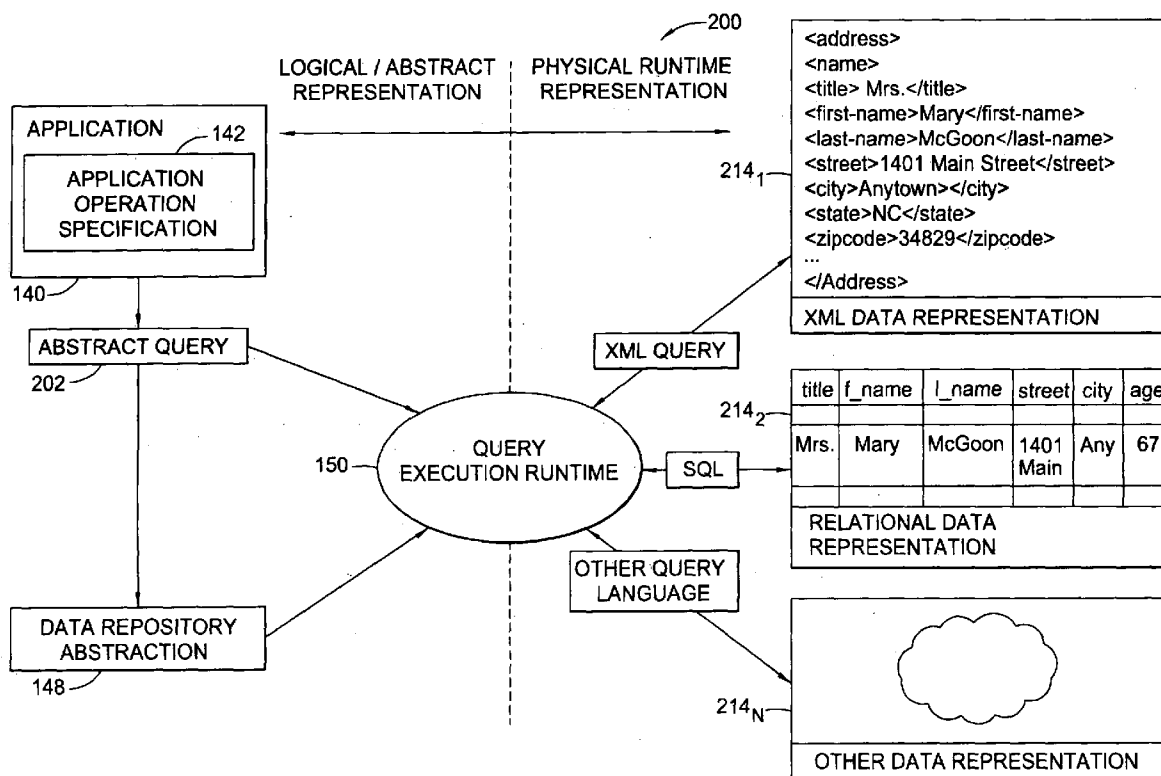 200
LOGICAL / ABSTRACT
REPRESENTATION
PHYSICAL RUNTIME
REPRESENTATION
APPLICATION
142
APPLICATION
OPERATION
SPECIFICATION
140
ABSTRACT QUERY
202
DATA REPOSITORY
ABSTRACTION
148
150
QUERY
EXECUTION RUNTIME
XML QUERY
SQL
OTHER QUERY
LANGUAGE
214₁
<address>
<name>
<title> Mrs.</title>
<first-name>Mary</first-name>
<last-name>McGoon</last-name>
<street>1401 Main Street</street>
<city>Anytown></city>
<state>NC</state>
<zipcode>34829</zipcode>
...
</Address>
XML DATA REPRESENTATION
214₂
title f_name l_name street city age
Mrs. Mary McGoon 1401 Any 67
Main
RELATIONAL DATA
REPRESENTATION
214N
OTHER DATA REPRESENTATION